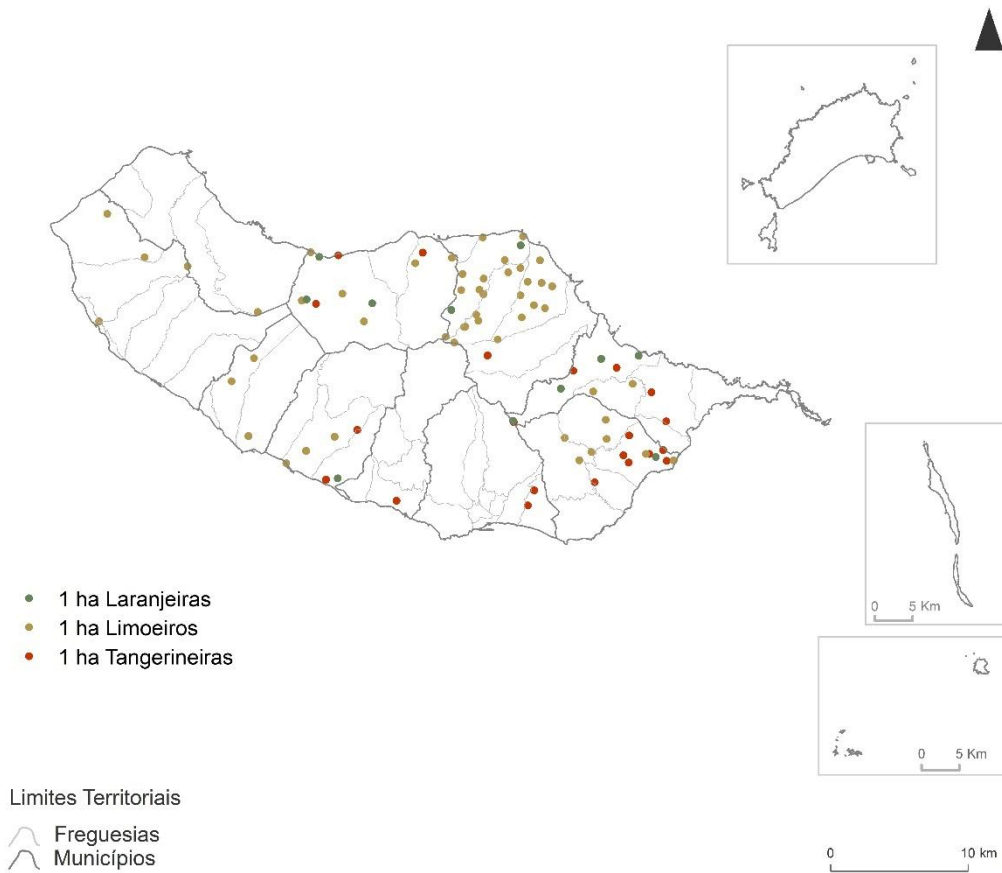 1 ha Laranjeiras
1 ha Limoeiros
1 ha Tangerineiras
0 5 Km
0 5 Km
Limites Territoriais
Freguesias
Municípios
0 10 km